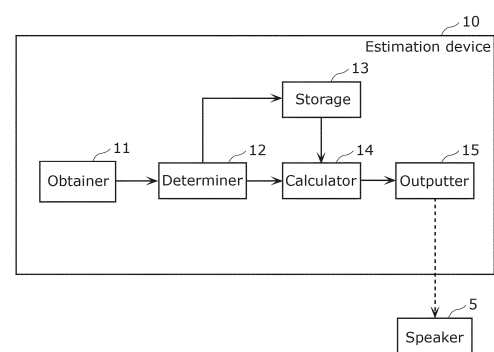 10
Estimation device
13
Storage
11
12
14
15
Obtainer
Determiner
Calculator
Outputter
5
Speaker